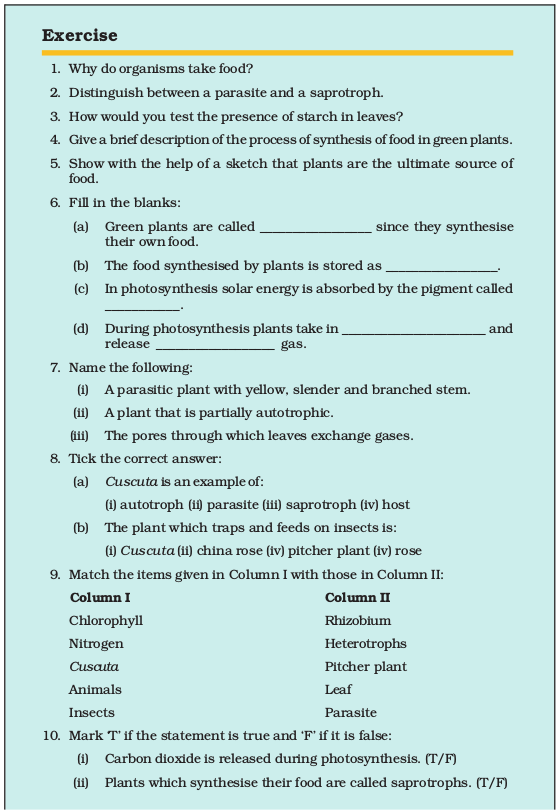 Exercise
1. Why do organisms take food?
2. Distinguish between a parasite and a saprotroph.
3. How would you test the presence of starch in leaves?
4. Give a brief description of the process of synthesis of food in green plants.
5. Show with the help of a sketch that plants are the ultimate source of
food.
6. Fill in the blanks:
(a) Green plants are called _________________ since they synthesise
their own food.
(b) The food synthesised by plants is stored as _________________.
(c) In photosynthesis solar energy is absorbed by the pigment called
___________.
(d) During photosynthesis plants take in ______________________ and
release __________________ gas.
7. Name the following:
(i) A parasitic plant with yellow, slender and branched stem.
(ii) A plant that is partially autotrophic.
(iii) The pores through which leaves exchange gases.
8. Tick the correct answer:
(a) Cuscuta is an example of:
(i) autotroph (ii) parasite (iii) saprotroph (iv) host
(b) The plant which traps and feeds on insects is:
(i) Cuscuta (ii) china rose (iv) pitcher plant (iv) rose
9. Match the items given in Column I with those in Column II:
Column I Column II
Chlorophyll Rhizobium
Nitrogen Heterotrophs
Cuscuta Pitcher plant
Animals Leaf
Insects Parasite
10. Mark ‘T’ if the statement is true and ‘F’ if it is false:
(i) Carbon dioxide is released during photosynthesis. (T/F)
(ii) Plants which synthesise their food are called saprotrophs. (T/F)